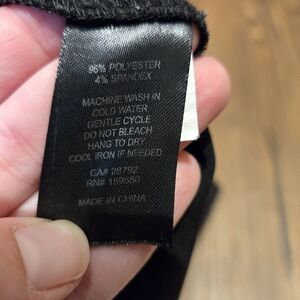 96% POLYESTER
4% SPANDEX
MACHINE WASH IN
COLD WATER
GENTLE CYCLE
DO NOT BLEACH
HANG TO DRY
COOL IRON IF NEEDED
CA# 28792
RN# 159550
MADE IN CHINA